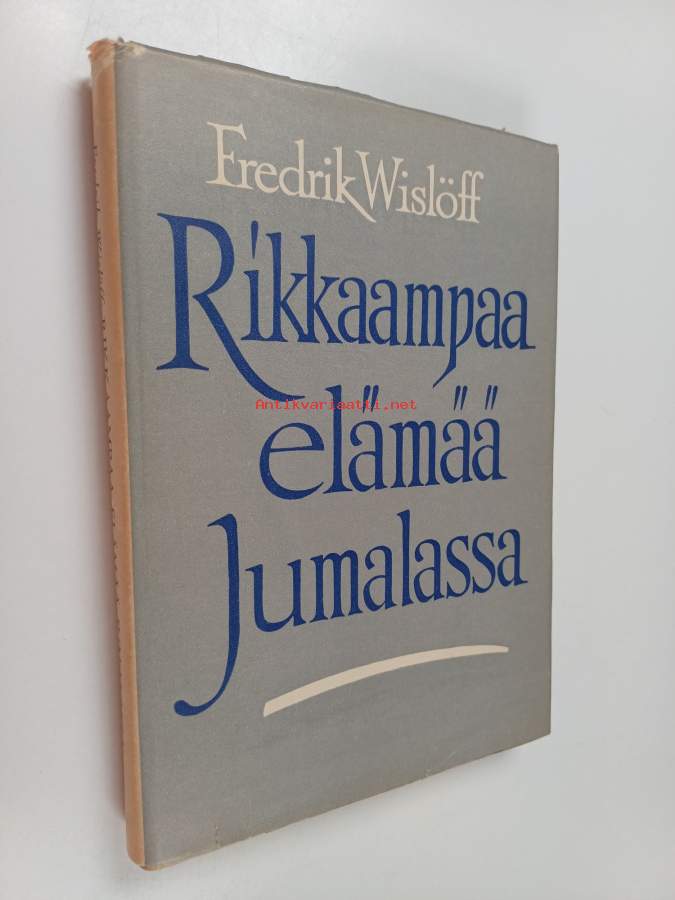 Fredrik Wislöff
Rikkaampaa
elämää
Jumalassa
Antikvariaatti.net